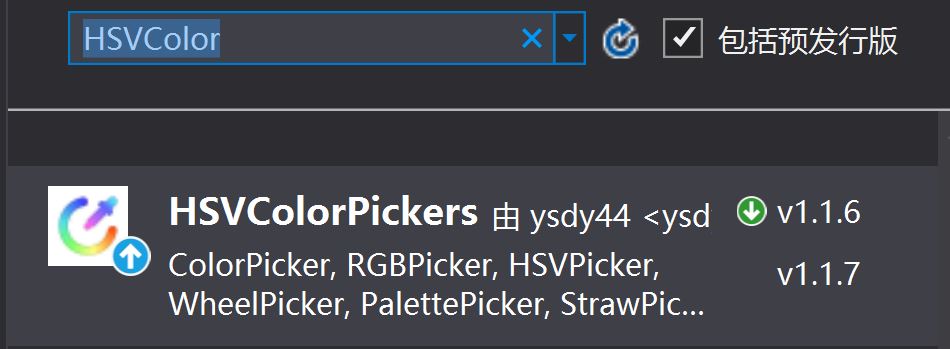 HSVColor
包括预发行版
HSVColorPickers 由 ysdy44 <ysd
v1.1.6
ColorPicker, RGBPicker, HSVPicker,
WheelPicker, PalettePicker, StrawPic...
v1.1.7